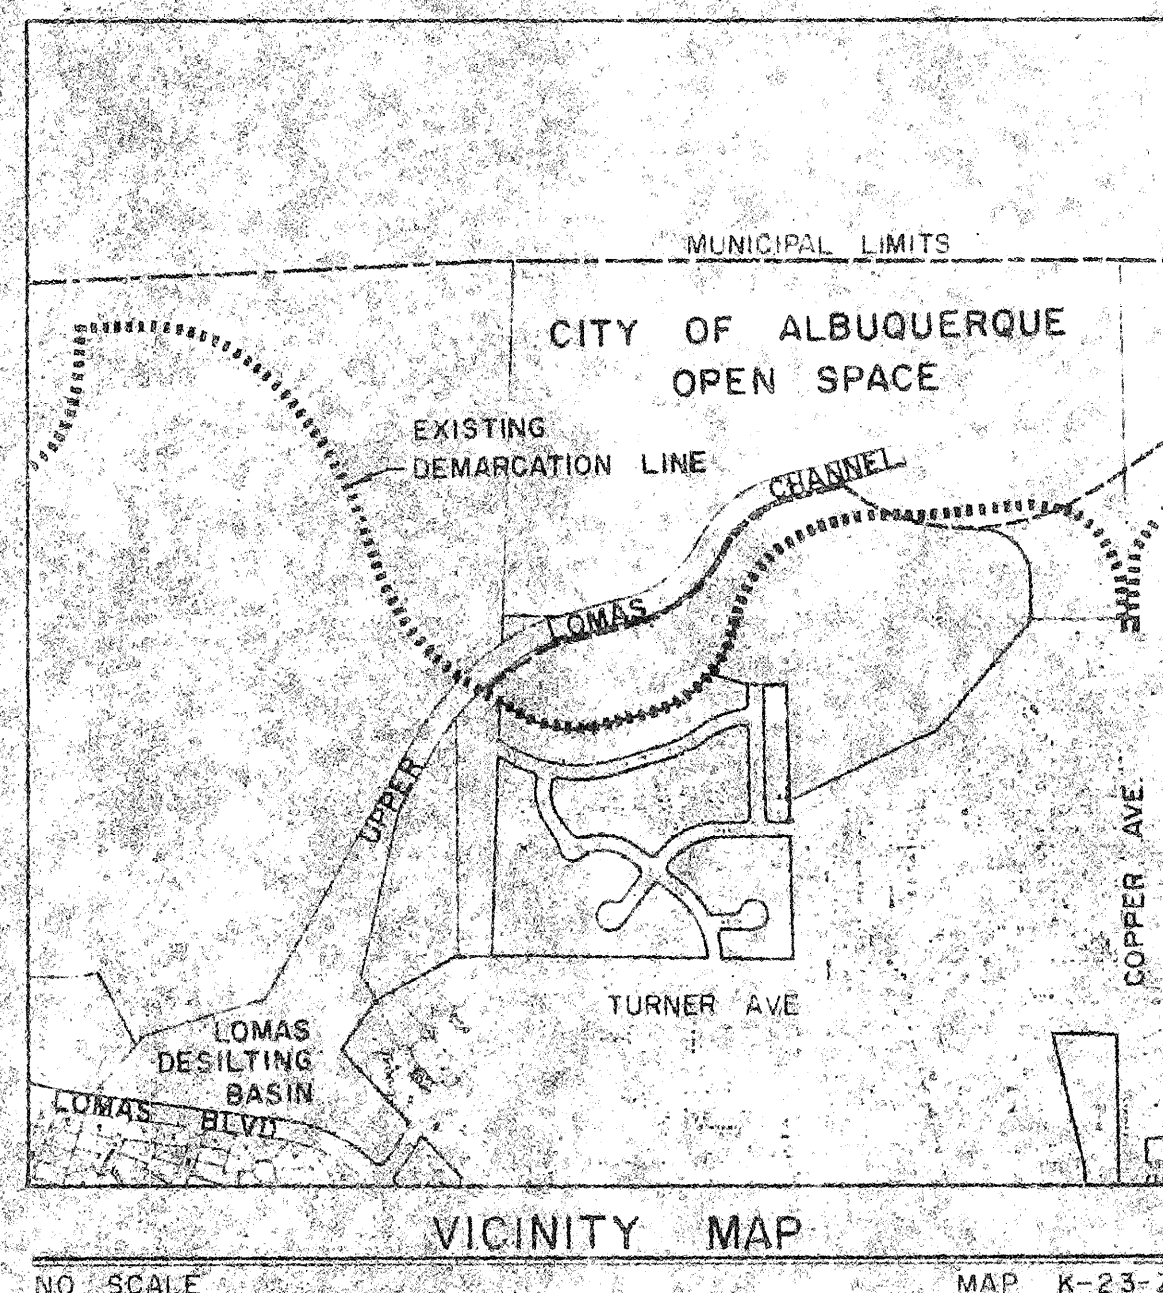 MUNICIPAL LIMITS
CITY OF ALBUQUERQUE
OPEN SPACE
EXISTING
DEMARCATION LINE
CHANNEL
LOMAS
UPPER
COPPER AVE.
TURNER AVE
LOMAS
DESILTING
BASIN
LOMAS BLVD
VICINITY MAP
NO SCALE
MAP K-23-